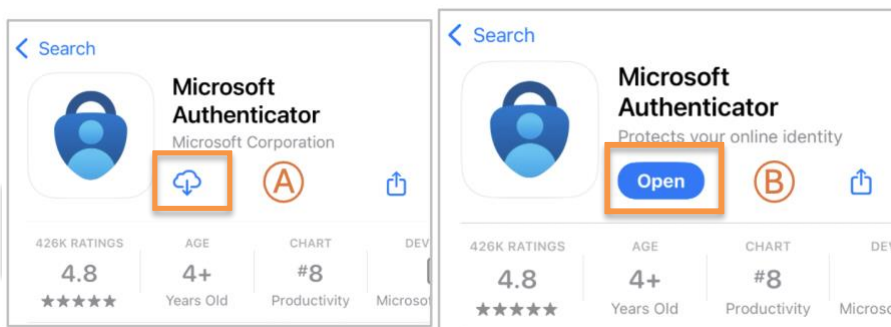 Search
Microsoft
Authenticator
Microsoft Corporation
A
426K RATINGS AGE CHART
4.8 4+ #8
★★★★★ Years Old Productivity
Search
Microsoft
Authenticator
Protects your online identity
Open B
426K RATINGS AGE CHART
4.8 4+ #8
★★★★★ Years Old Productivity